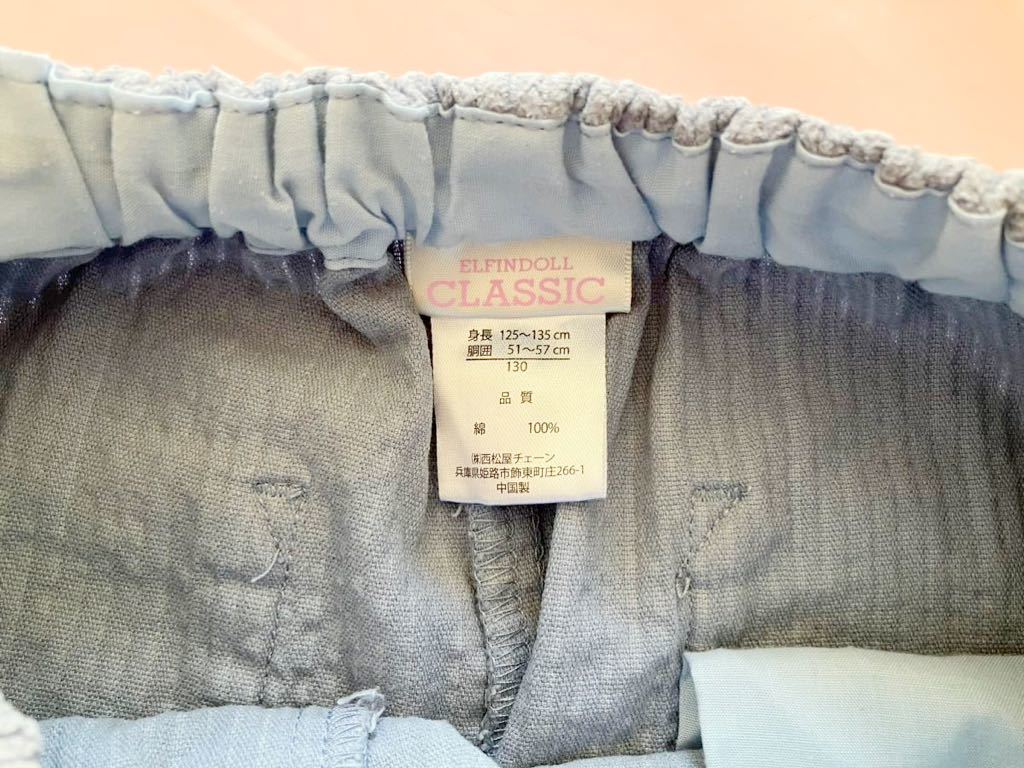 ELFINDOLL
CLASSIC
身長 125～135 cm
胴囲 51～57 cm
130
品 質
綿 100%
㈱西松屋チェーン
兵庫県姫路市飾東町庄266-1
中国製